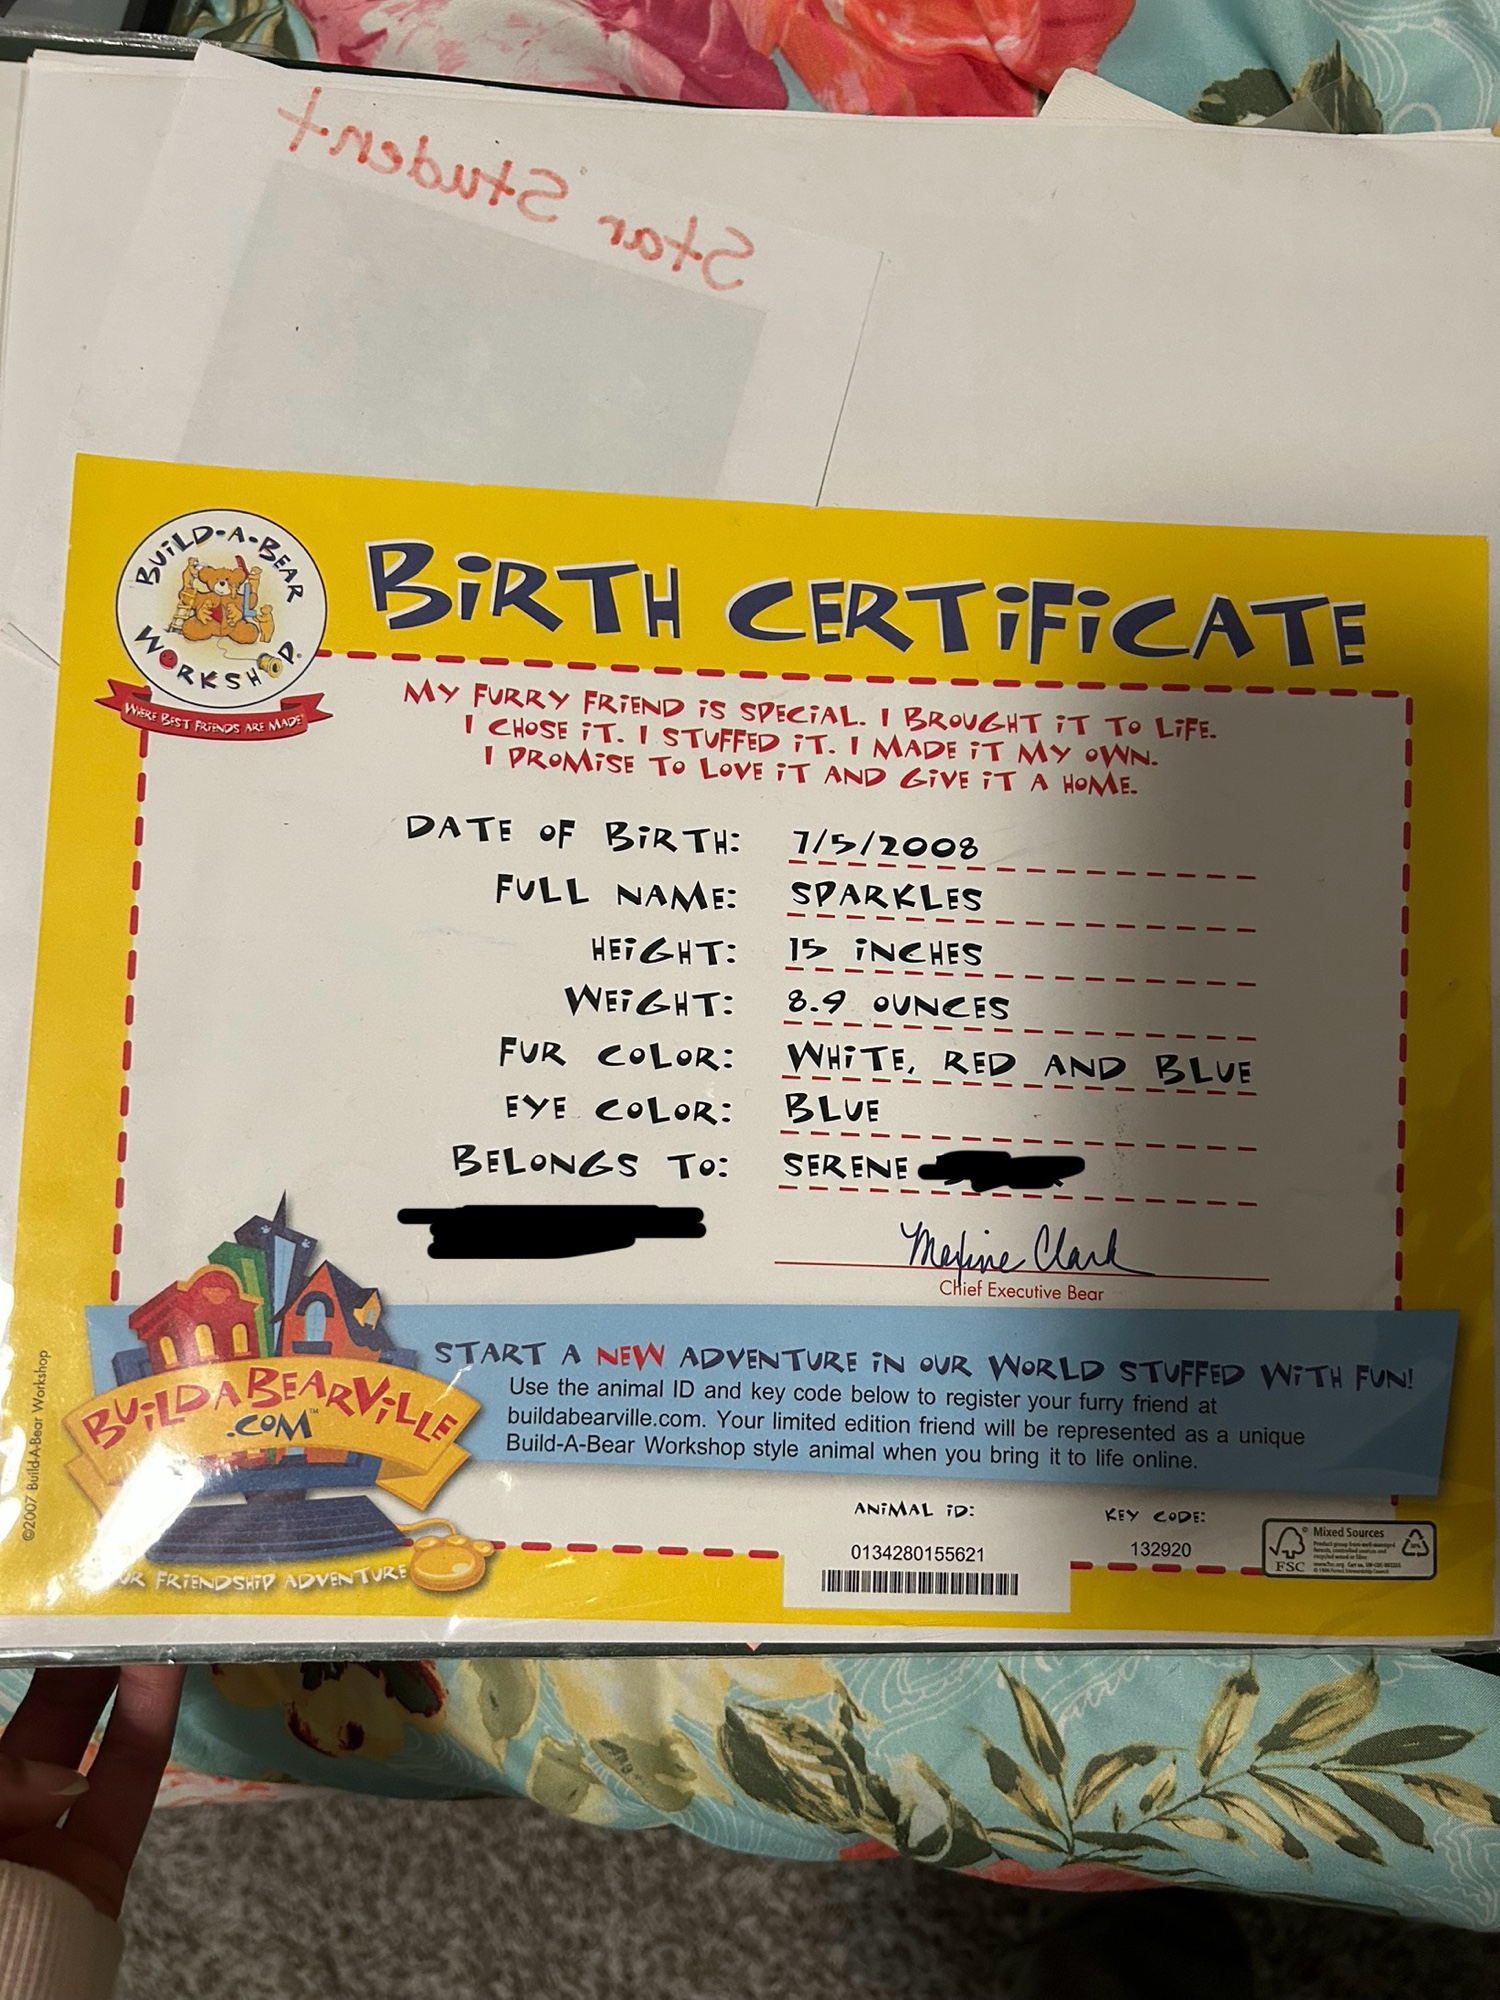 Star Student
BUILD-A-BEAR
WORKSHOP
WHERE BEST FRIENDS ARE MADE
BIRTH CERTIFICATE
MY FURRY FRIEND IS SPECIAL. I BROUGHT IT TO LIFE.
I CHOSE IT. I STUFFED IT. I MADE IT MY OWN.
I PROMISE TO LOVE IT AND GIVE IT A HOME.
DATE OF BIRTH: 7/5/2008
FULL NAME: SPARKLES
HEIGHT: 15 INCHES
WEIGHT: 8.9 OUNCES
FUR COLOR: WHITE, RED AND BLUE
EYE COLOR: BLUE
BELONGS TO: SERENE
Maxine Clark
Chief Executive Bear
BUILDABEARVILLE
.COM™
START A NEW ADVENTURE IN OUR WORLD STUFFED WITH FUN!
Use the animal ID and key code below to register your furry friend at
buildabearville.com. Your limited edition friend will be represented as a unique
Build-A-Bear Workshop style animal when you bring it to life online.
FRIENDSHIP ADVENTURE
ANIMAL ID: KEY CODE:
0134280155621 132920
©2007 Build-A-Bear Workshop
FSC
Mixed Sources